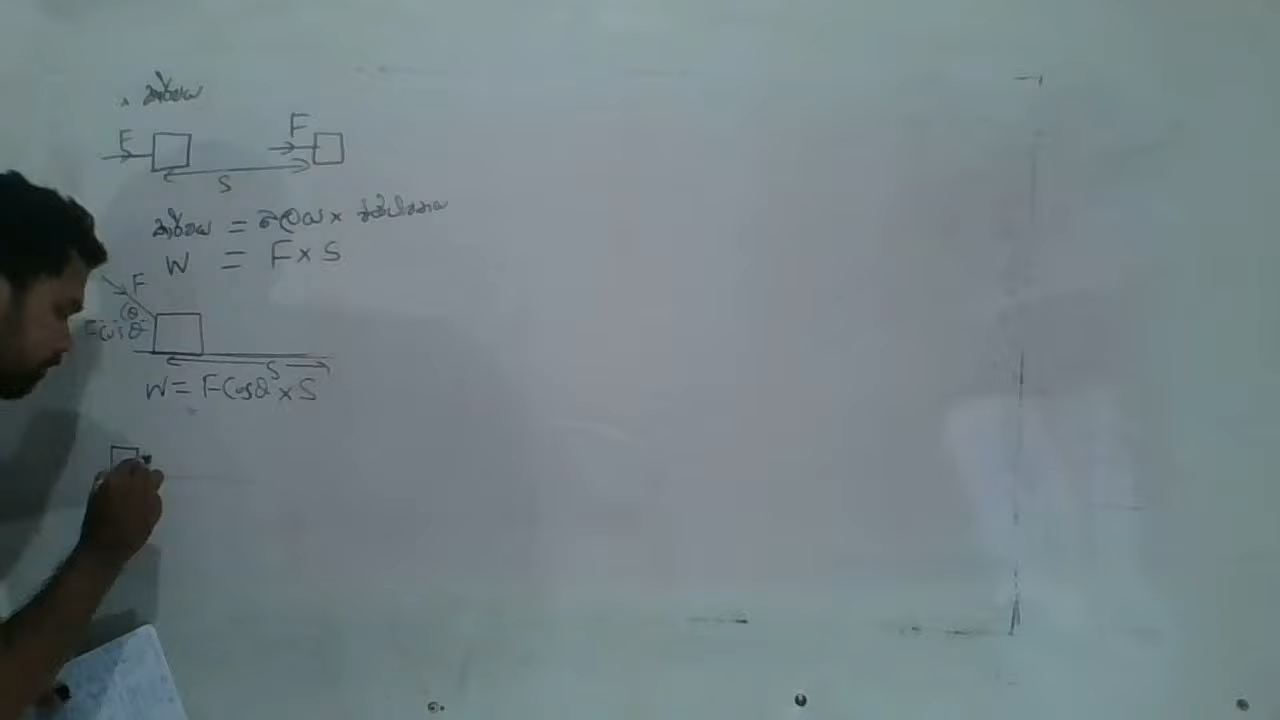 කාර්යය
F F
S
කාර්යය = බලය × විස්ථාපනය
W = F × S
F
θ
F cos θ
S
W = F Cos θ × S